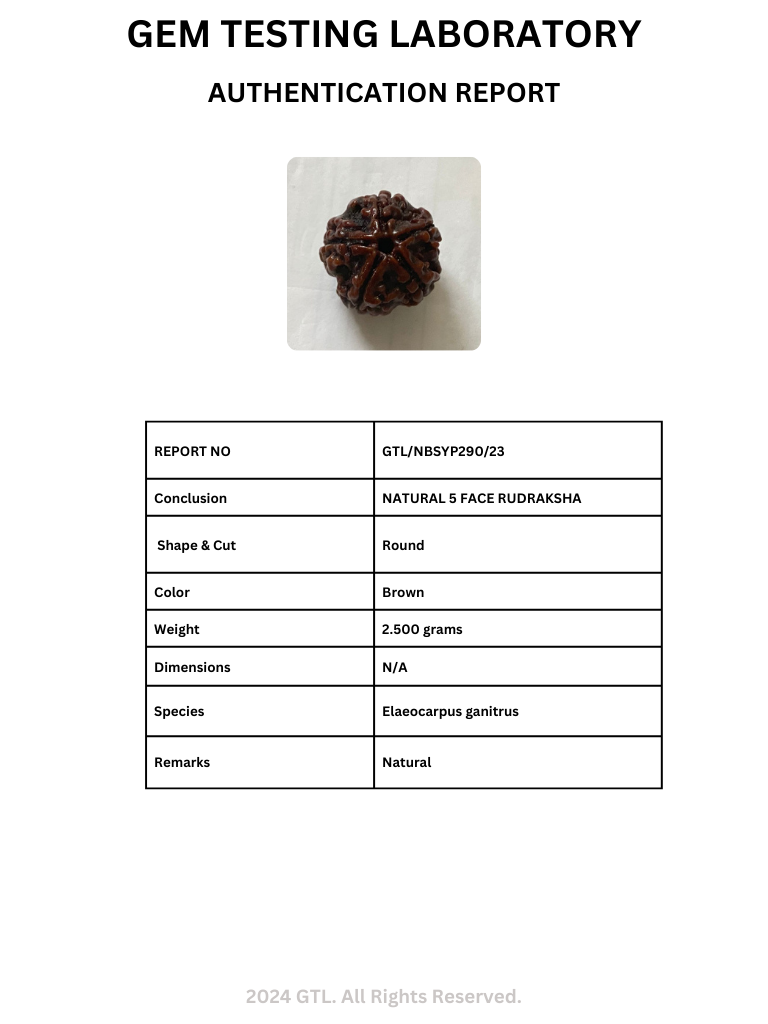 GEM TESTING LABORATORY
AUTHENTICATION REPORT
REPORT NO GTL/NBSYP290/23
Conclusion NATURAL 5 FACE RUDRAKSHA
Shape & Cut Round
Color Brown
Weight 2.500 grams
Dimensions N/A
Species Elaeocarpus ganitrus
Remarks Natural
2024 GTL. All Rights Reserved.